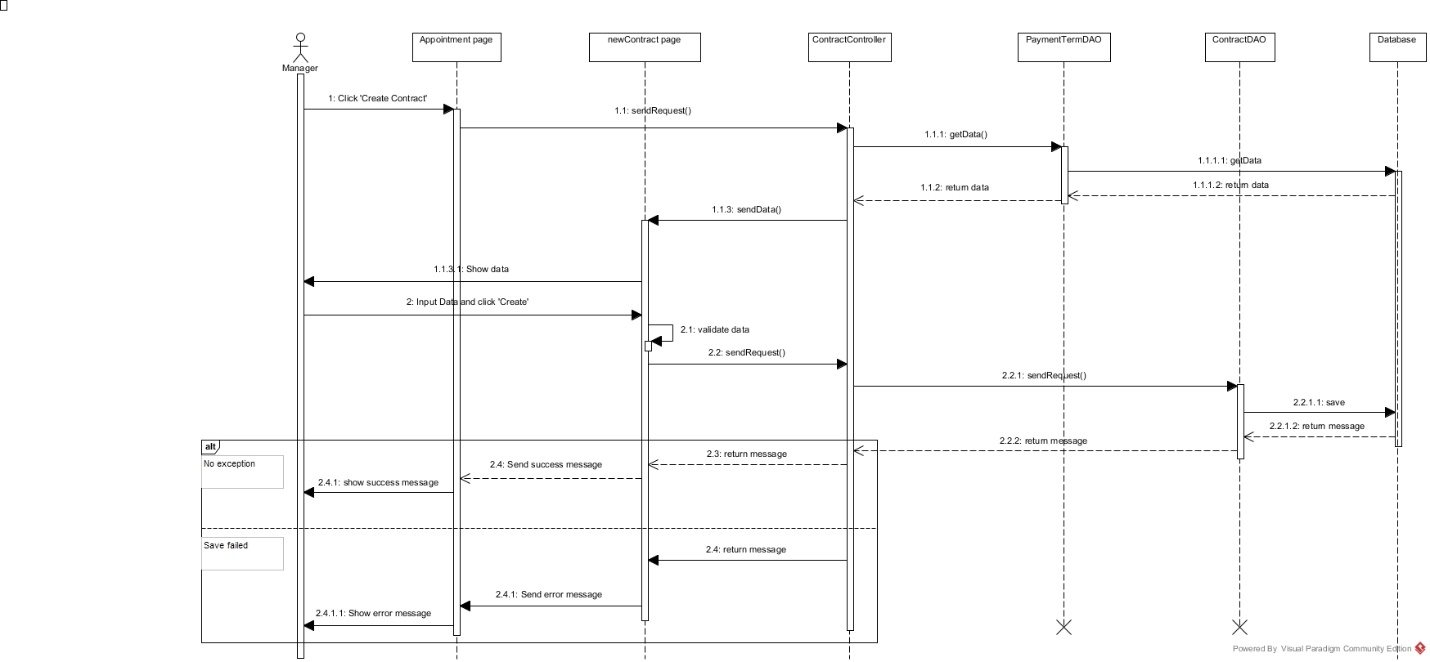 Appointment page
newContract page
ContractController
PaymentTermDAO
ContractDAO
Database
Manager
1: Click 'Create Contract'
1.1: sendRequest()
1.1.1: getData()
1.1.1.1: getData
1.1.1.2: return data
1.1.2: return data
1.1.3: sendData()
1.1.3.1: Show data
2: Input Data and click 'Create'
2.1: validate data
2.2: sendRequest()
2.2.1: sendRequest()
2.2.1.1: save
2.2.1.2: return message
2.2.2: return message
alt
No exception
2.3: return message
2.4: Send success message
2.4.1: show success message
Save failed
2.4: return message
2.4.1: Send error message
2.4.1.1: Show error message
Powered By Visual Paradigm Community Edition